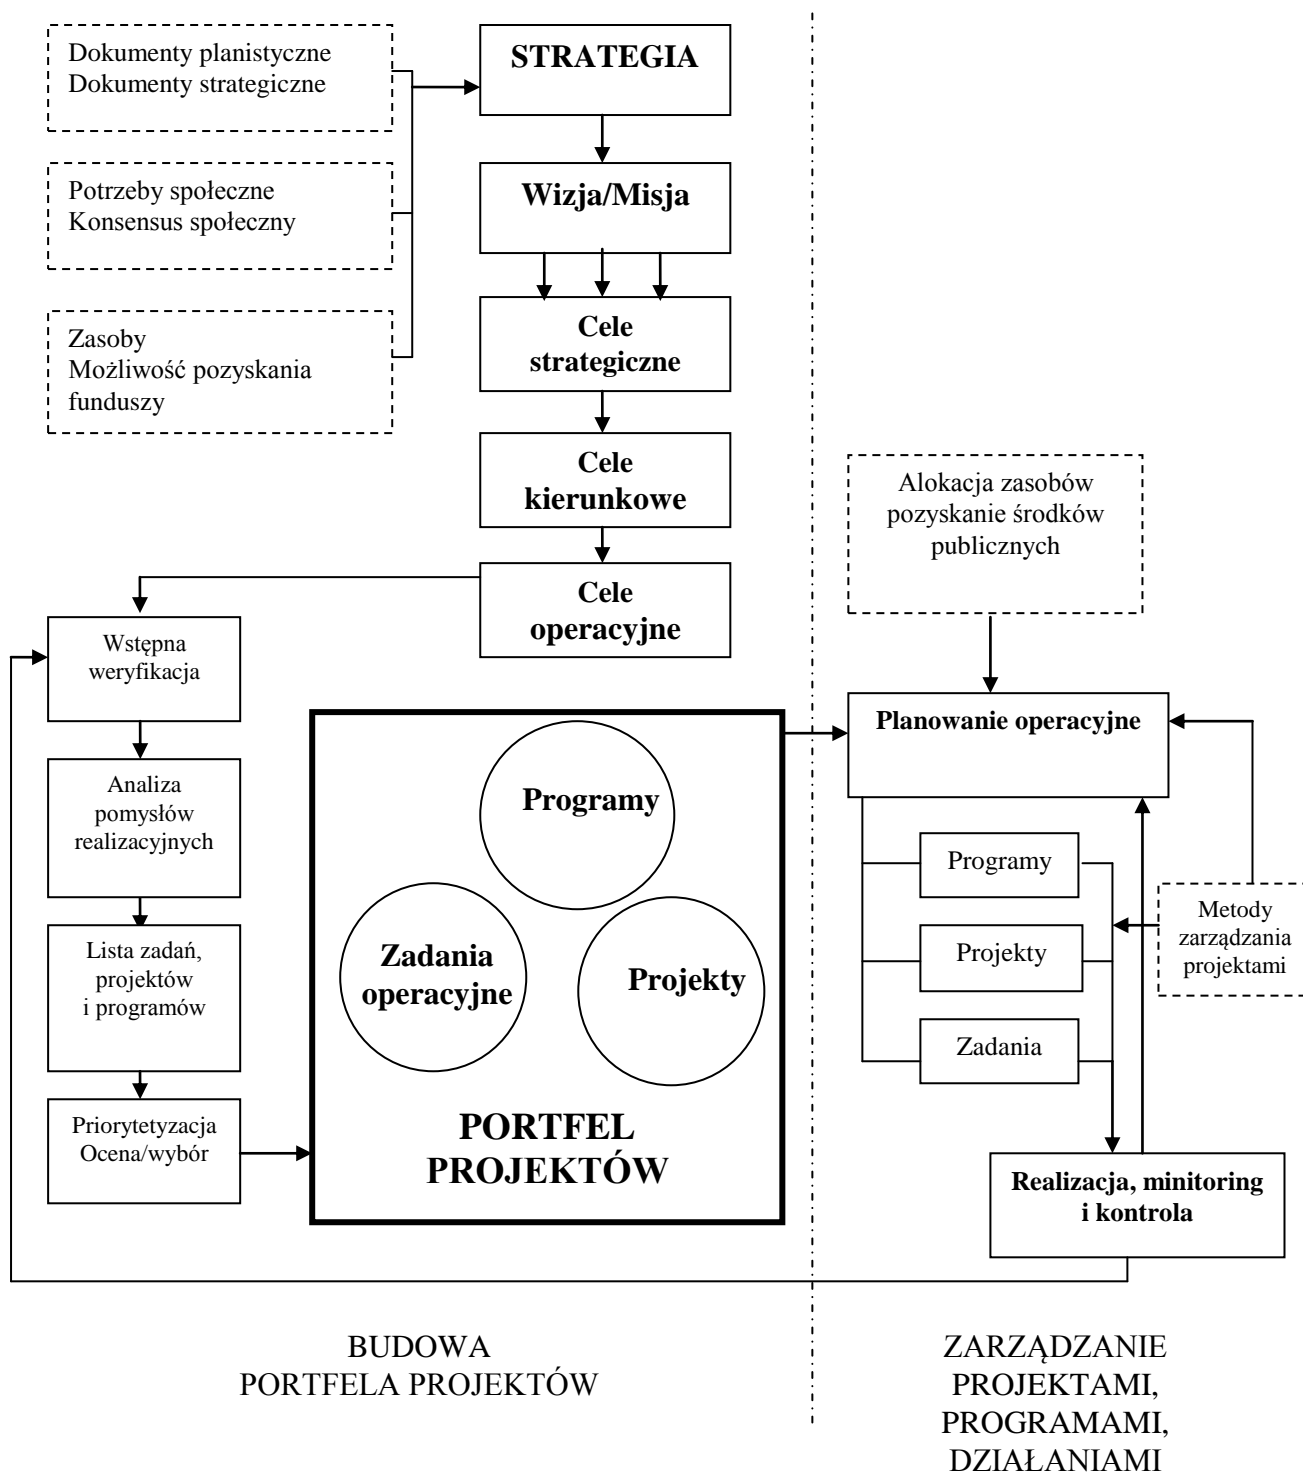 Dokumenty planistyczne
Dokumenty strategiczne
STRATEGIA
Potrzeby społeczne
Konsensus społeczny
Wizja/Misja
Zasoby
Możliwość pozyskania
funduszy
Cele
strategiczne
Cele
kierunkowe
Alokacja zasobów
pozyskanie środków
publicznych
Cele
operacyjne
Wstępna
weryfikacja
Analiza
pomysłów
realizacyjnych
Lista zadań,
projektów
i programów
Priorytetyzacja
Ocena/wybór
Programy
Zadania
operacyjne
Projekty
PORTFEL
PROJEKTÓW
Planowanie operacyjne
Programy
Projekty
Zadania
Metody
zarządzania
projektami
Realizacja, minitoring
i kontrola
BUDOWA
PORTFELA PROJEKTÓW
ZARZĄDZANIE
PROJEKTAMI,
PROGRAMAMI,
DZIAŁANIAMI